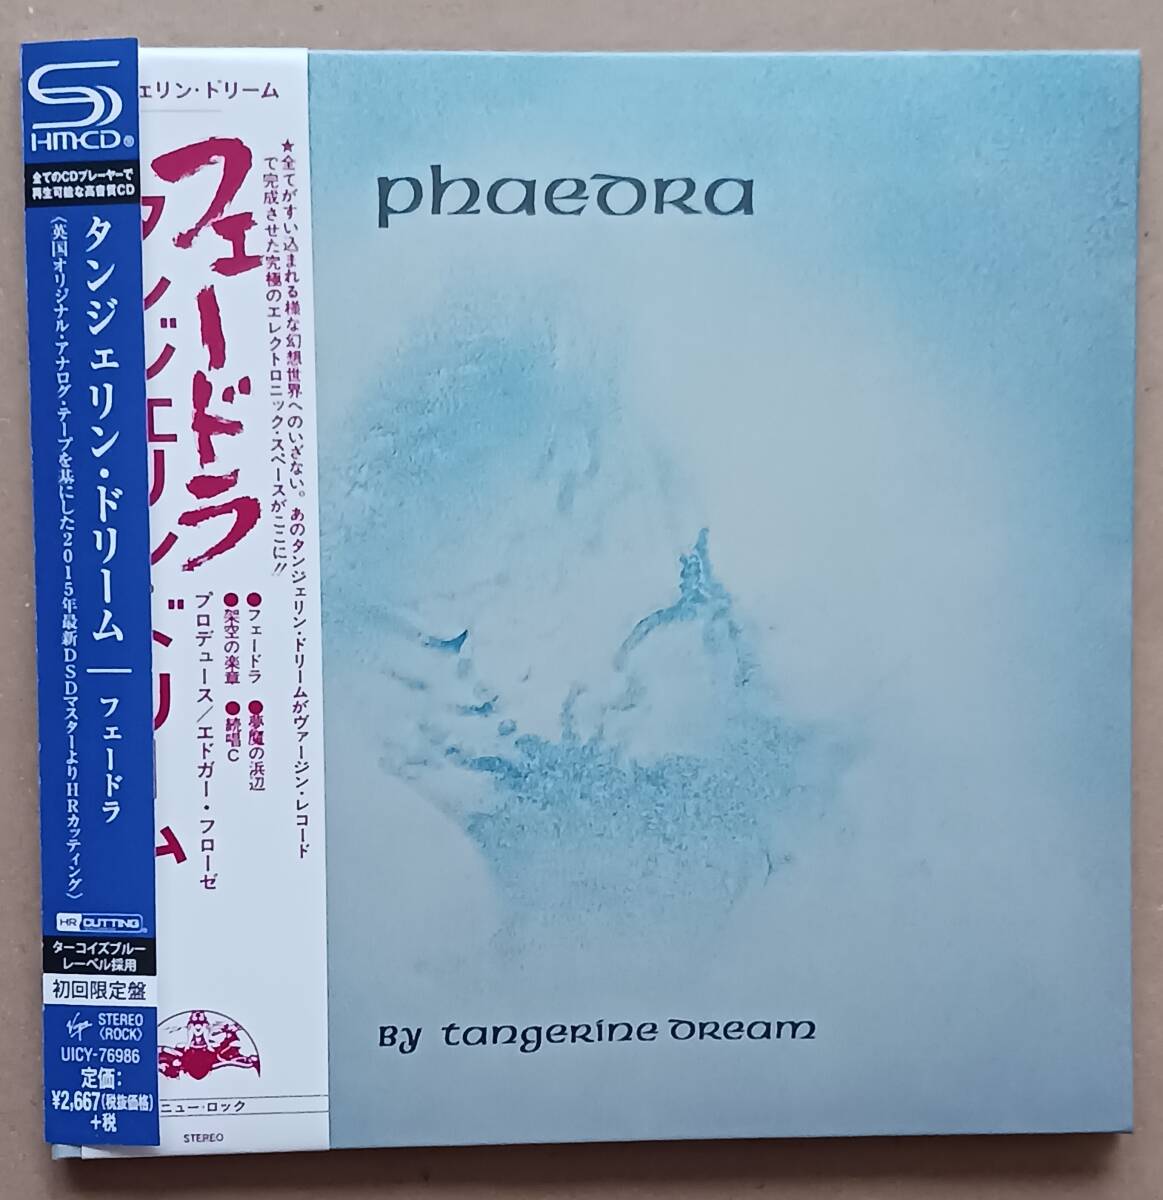 SHM-CD
全てのCDプレーヤーで
再生可能な高音質CD
タンジェリン・ドリーム｜フェードラ
〈英国オリジナル・アナログ・テープを基にした2015年最新DSDマスターよりHRカッティング〉
HR CUTTING
ターコイズブルー
レーベル採用
初回限定盤
Virgin
STEREO
〈ROCK〉
UICY-76986
定価:
¥2,667(税抜価格)
+税
ェリン・ドリーム
フェードラ
★全てがすい込まれる様な幻想世界へのいざない。あのタンジェリン・ドリームがヴァージン・レコード
で完成させた究極のエレクトロニック・スペースがここに!!
●フェードラ ●夢魔の浜辺
●架空の楽章 ●続唱C
プロデュース/エドガー・フローゼ
ニュー・ロック
STEREO
phaedra
By tangerine dream